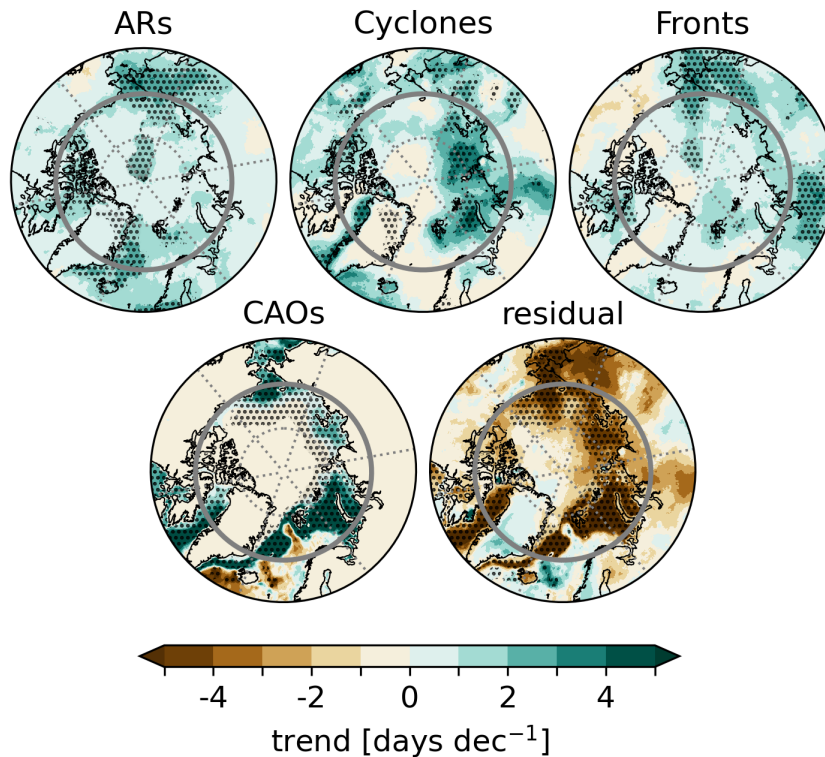 ARs Cyclones Fronts
CAOs residual
-4 -2 0 2 4
trend [days dec⁻¹]